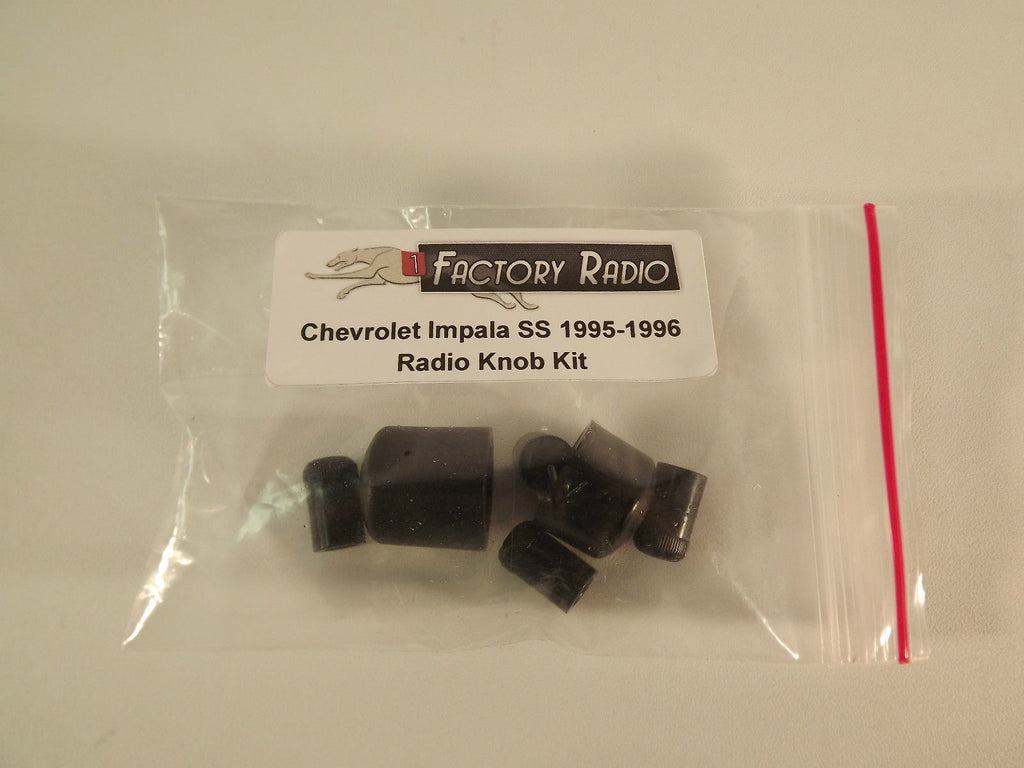 1 Factory Radio
Chevrolet Impala SS 1995-1996
Radio Knob Kit